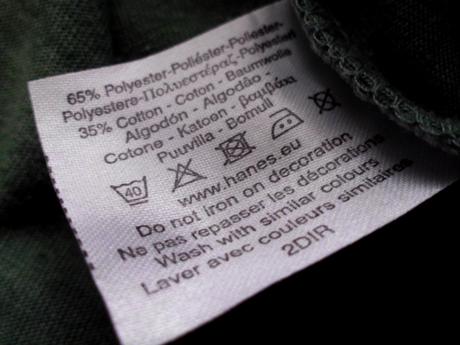 65% Polyester-Poliéster-Poliester-
Polyestere-Πολυεστέραζ-Polyesteri
35% Cotton - Coton - Baumwolle
Algodón - Algodão -
Cotone - Katoen - βαμβάκι
Puuvilla - Bomull
40
www.hanes.eu
Do not iron on decoration
Ne pas repasser les décorations
Wash with similar colours
Laver avec couleurs similaires
2DIR